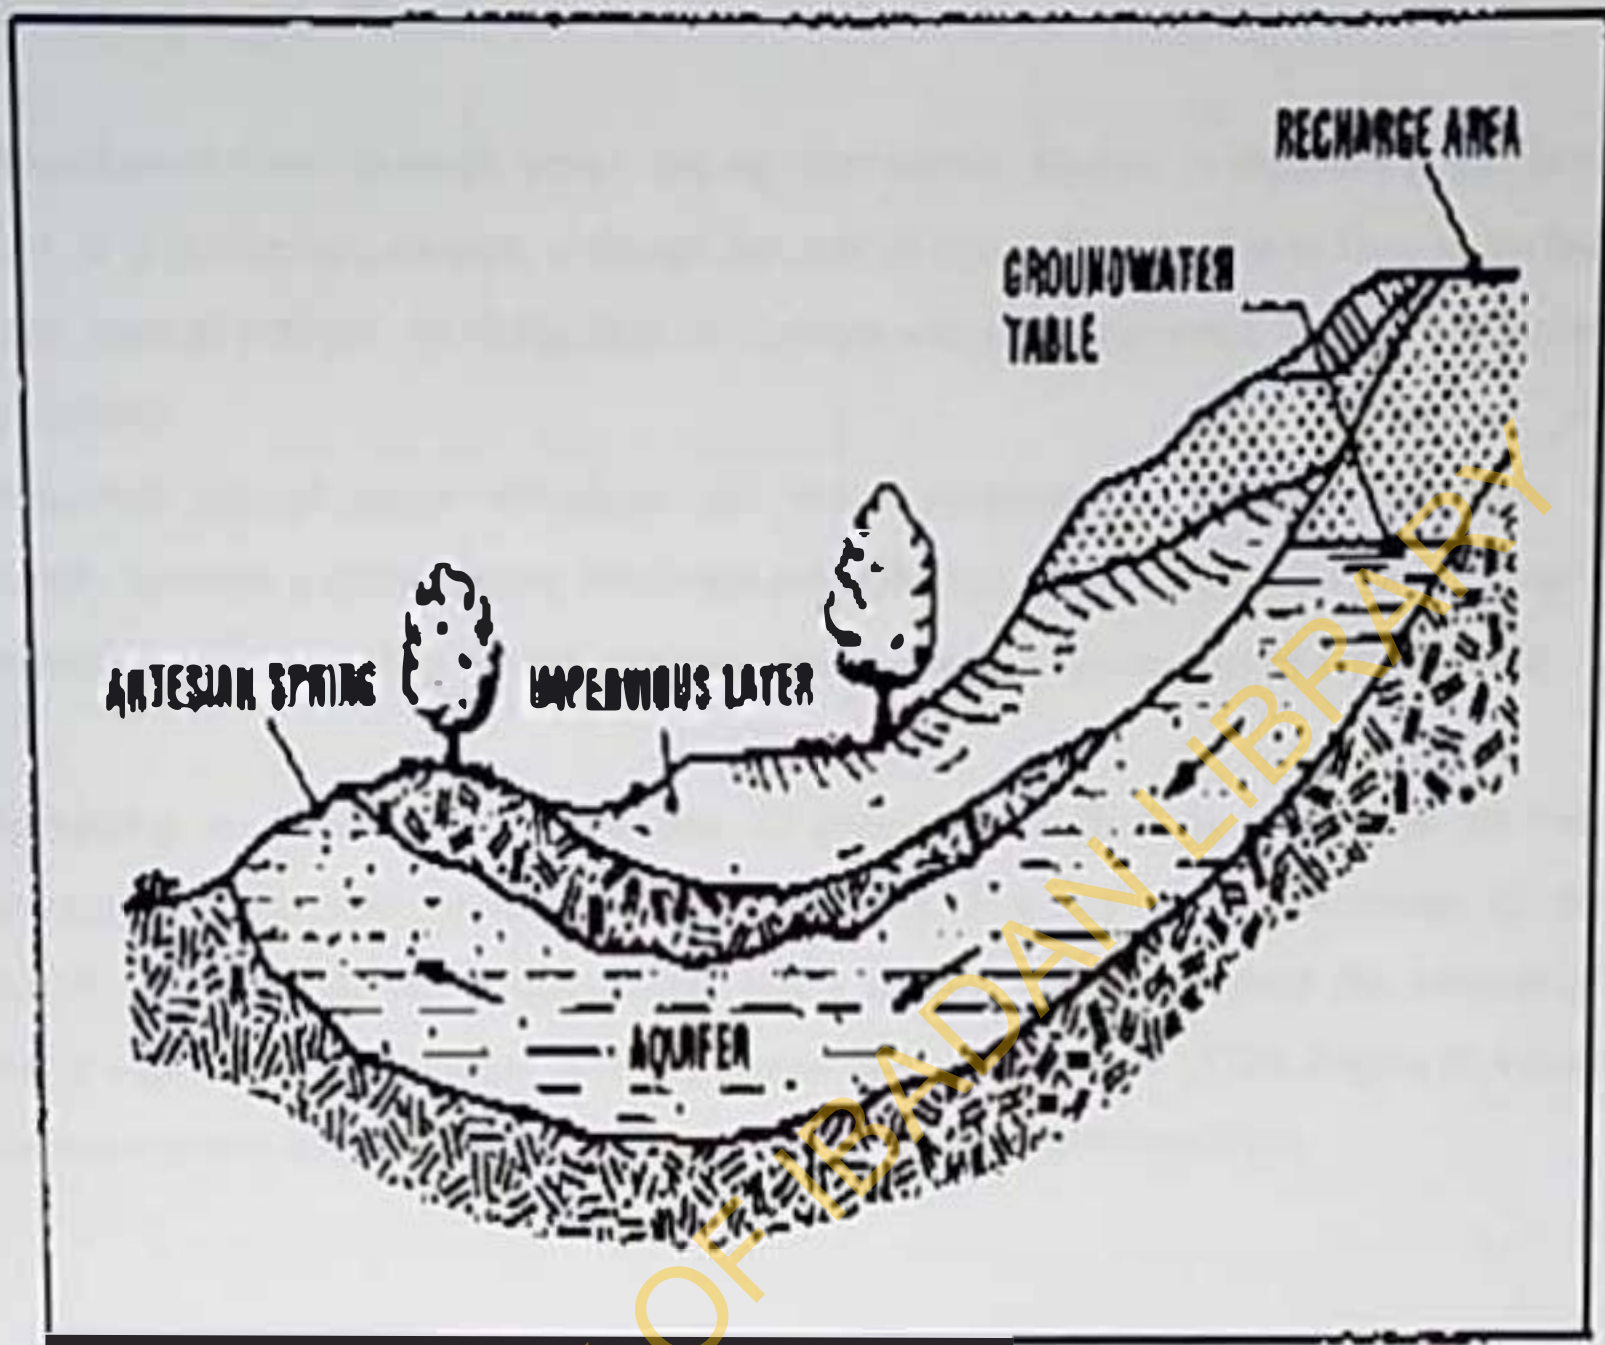 RECHARGE AREA
GROUNDWATER
TABLE
ARTESIAN SPRING
IMPERVIOUS LAYER
AQUIFER
OF IBADAN LIBRARY